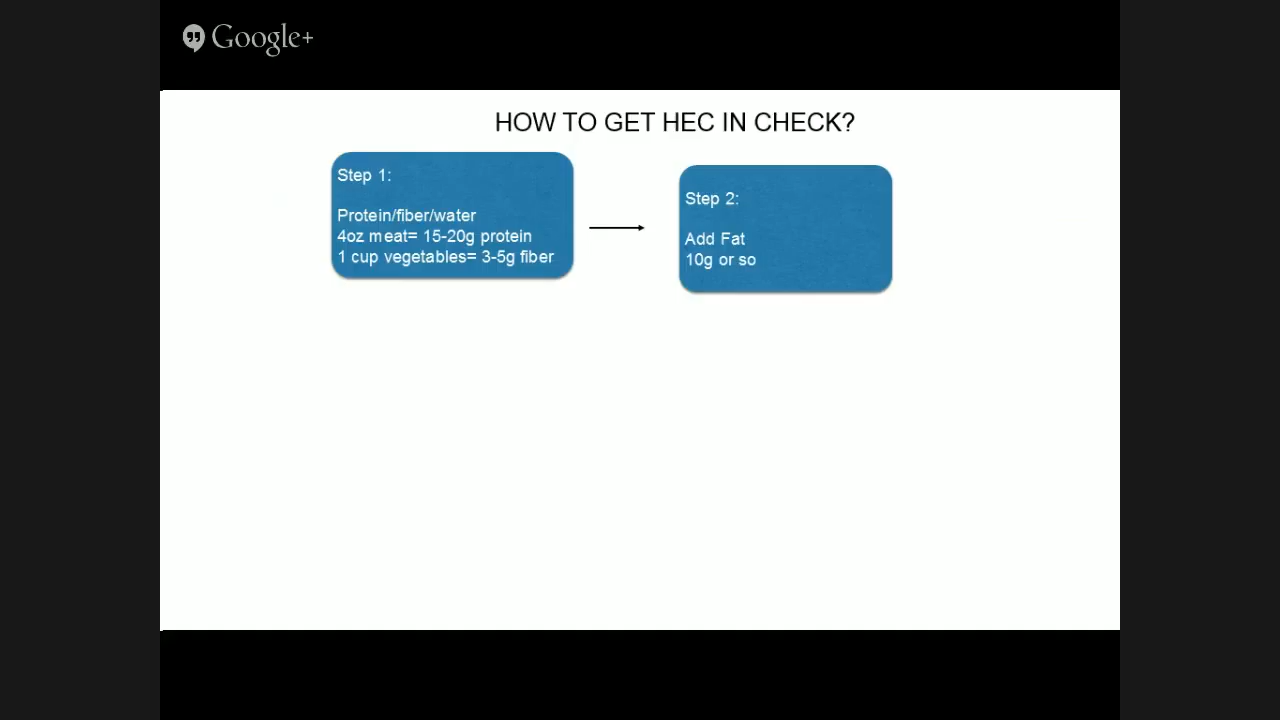 Google+
HOW TO GET HEC IN CHECK?
Step 1:
Protein/fiber/water
4oz meat= 15-20g protein
1 cup vegetables= 3-5g fiber
Step 2:
Add Fat
10g or so